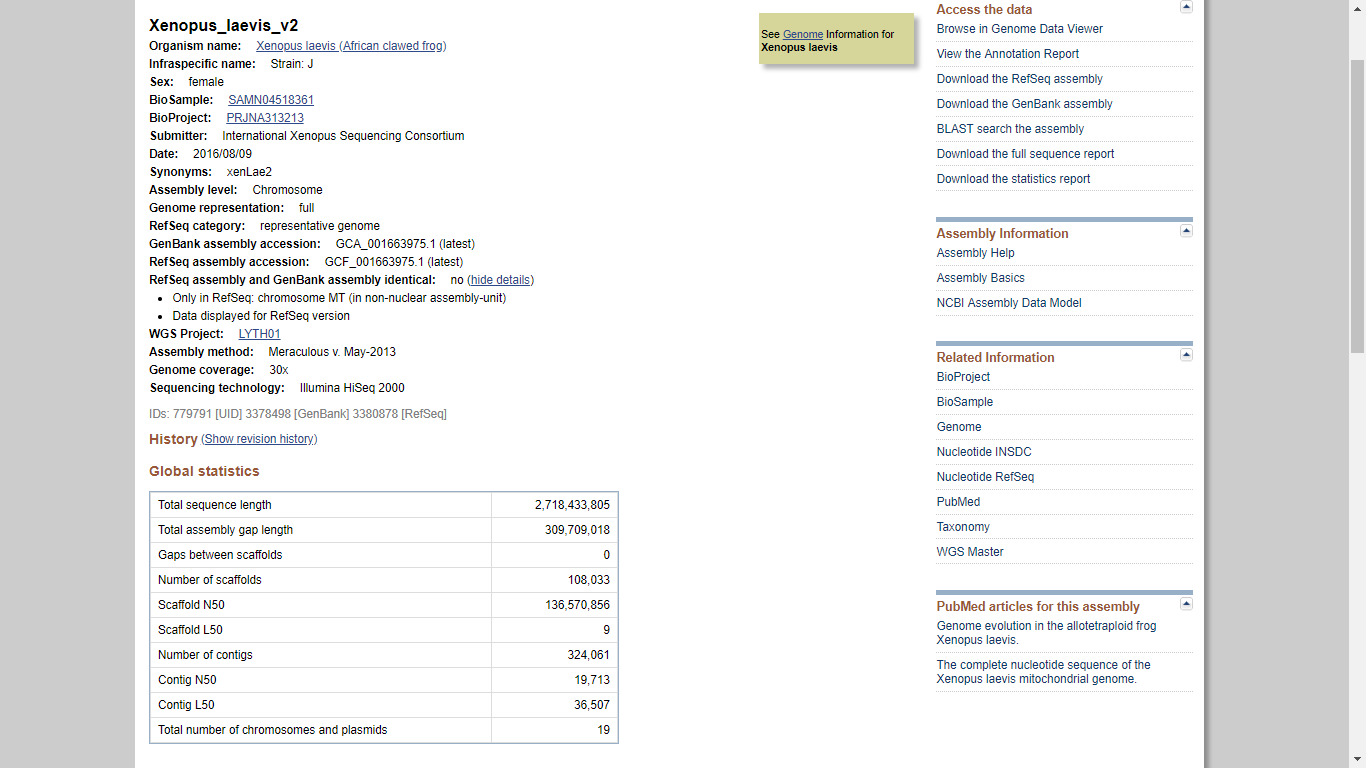 Xenopus_laevis_v2
Organism name: Xenopus laevis (African clawed frog)
Infraspecific name: Strain: J
Sex: female
BioSample: SAMN04518361
BioProject: PRJNA313213
Submitter: International Xenopus Sequencing Consortium
Date: 2016/08/09
Synonyms: xenLae2
Assembly level: Chromosome
Genome representation: full
RefSeq category: representative genome
GenBank assembly accession: GCA_001663975.1 (latest)
RefSeq assembly accession: GCF_001663975.1 (latest)
RefSeq assembly and GenBank assembly identical: no (hide details)
• Only in RefSeq: chromosome MT (in non-nuclear assembly-unit)
• Data displayed for RefSeq version
WGS Project: LYTH01
Assembly method: Meraculous v. May-2013
Genome coverage: 30x
Sequencing technology: Illumina HiSeq 2000
IDs: 779791 [UID] 3378498 [GenBank] 3380878 [RefSeq]
History (Show revision history)
Global statistics
Total sequence length 2,718,433,805
Total assembly gap length 309,709,018
Gaps between scaffolds 0
Number of scaffolds 108,033
Scaffold N50 136,570,856
Scaffold L50 9
Number of contigs 324,061
Contig N50 19,713
Contig L50 36,507
Total number of chromosomes and plasmids 19
See Genome Information for
Xenopus laevis
Access the data
Browse in Genome Data Viewer
View the Annotation Report
Download the RefSeq assembly
Download the GenBank assembly
BLAST search the assembly
Download the full sequence report
Download the statistics report
Assembly Information
Assembly Help
Assembly Basics
NCBI Assembly Data Model
Related Information
BioProject
BioSample
Genome
Nucleotide INSDC
Nucleotide RefSeq
PubMed
Taxonomy
WGS Master
PubMed articles for this assembly
Genome evolution in the allotetraploid frog
Xenopus laevis.
The complete nucleotide sequence of the
Xenopus laevis mitochondrial genome.